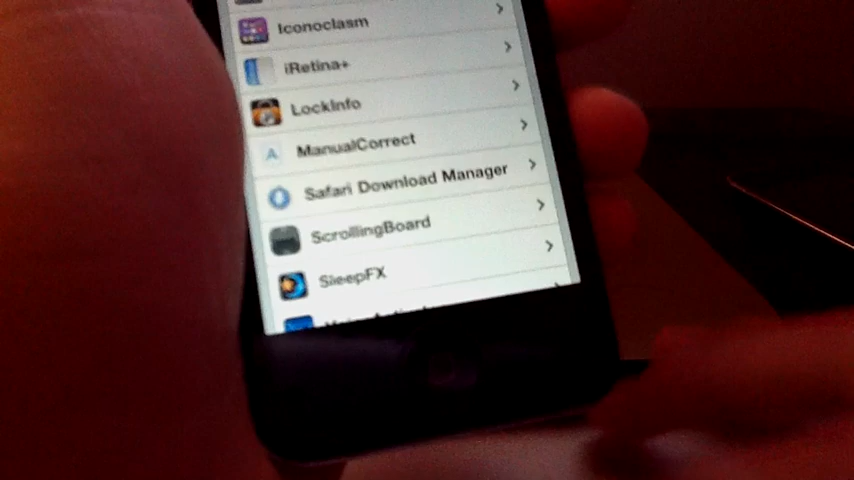 Iconoclasm
iRetina+
LockInfo
ManualCorrect
Safari Download Manager
ScrollingBoard
SleepFX